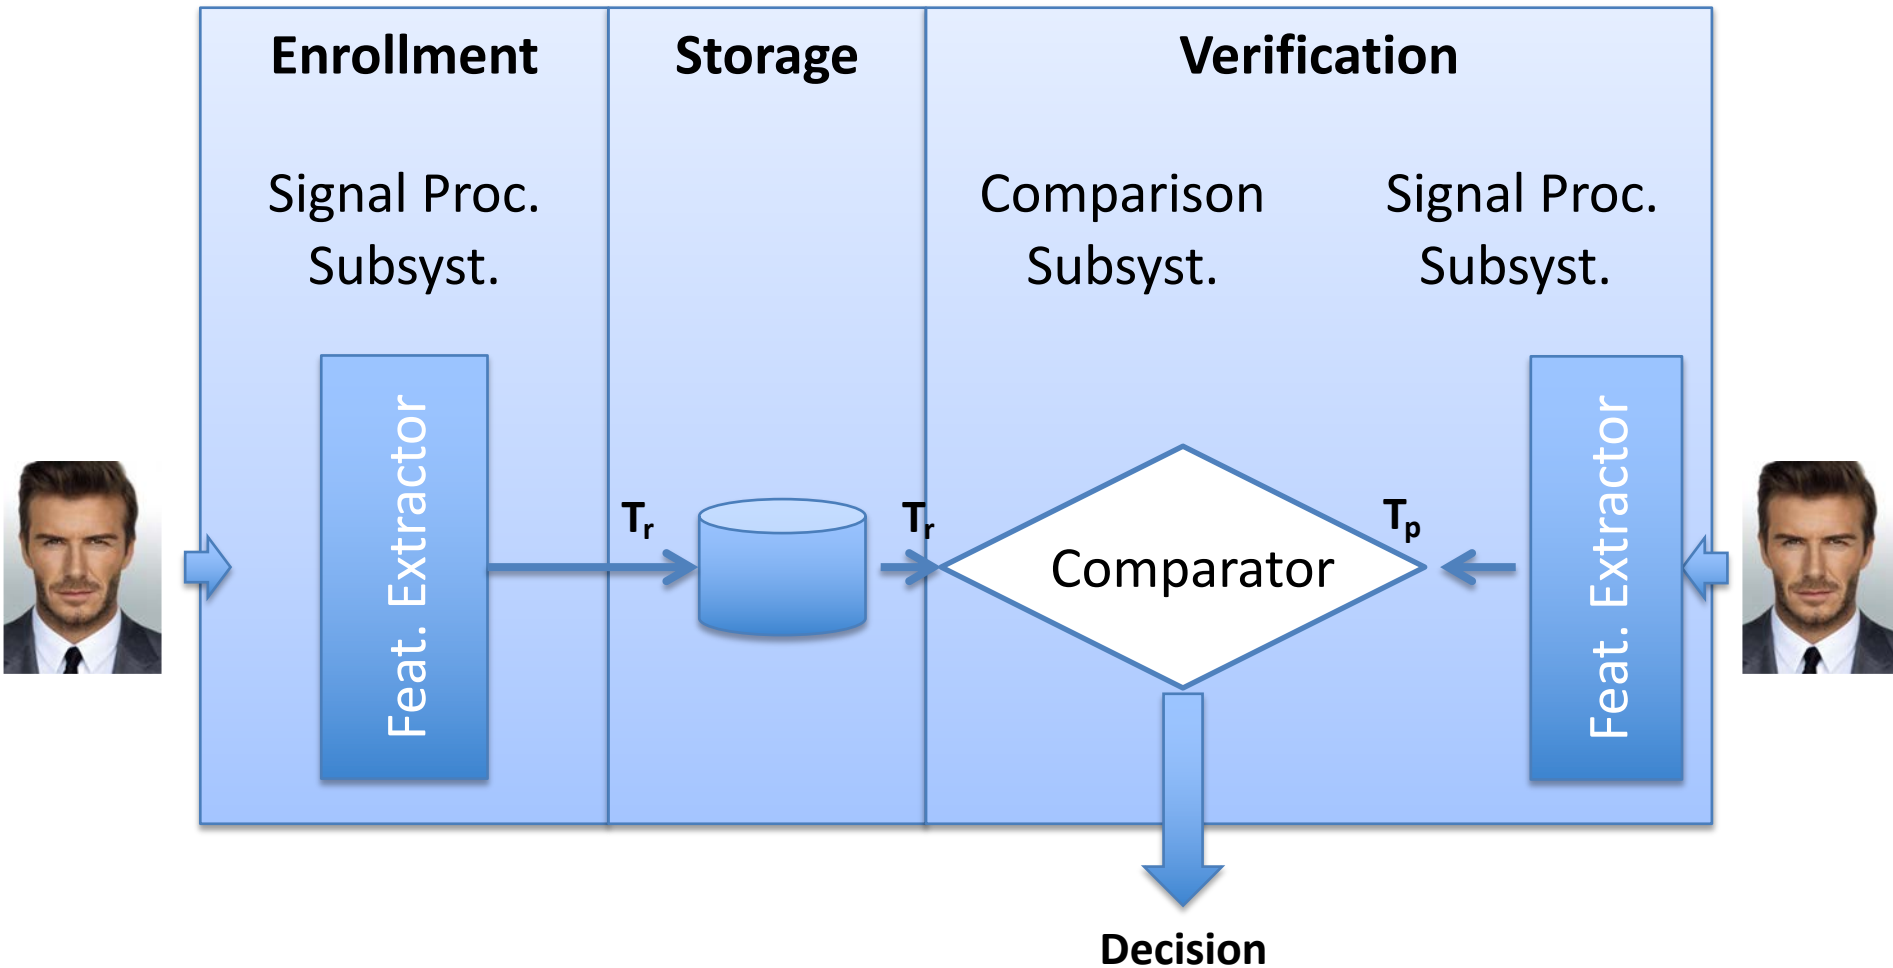 Enrollment
Storage
Verification
Signal Proc.
Subsyst.
Comparison
Subsyst.
Signal Proc.
Subsyst.
Feat. Extractor
Tr
Tr
Comparator
Tp
Feat. Extractor
Decision